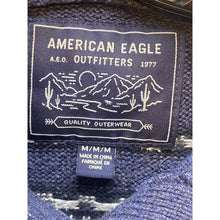 AMERICAN EAGLE
A.E.O. OUTFITTERS 1977
QUALITY OUTERWEAR
M/M/M
MADE IN CHINA
FABRIQUÉ EN
CHINE